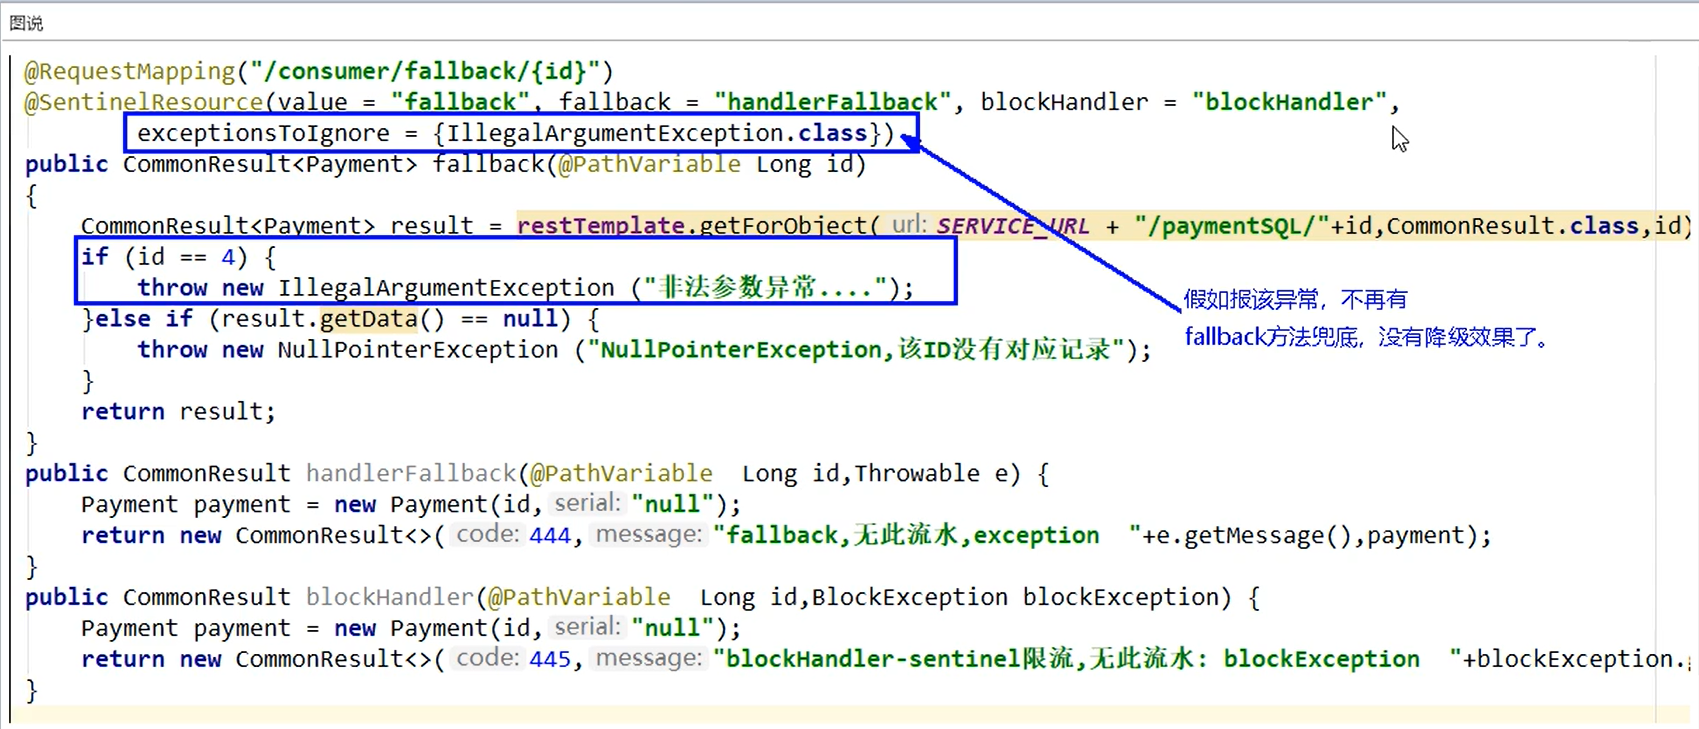 图说
@RequestMapping("/consumer/fallback/{id}")
@SentinelResource(value = "fallback", fallback = "handlerFallback", blockHandler = "blockHandler",
exceptionsToIgnore = {IllegalArgumentException.class})
public CommonResult<Payment> fallback(@PathVariable Long id)
{
CommonResult<Payment> result = restTemplate.getForObject( url: SERVICE_URL + "/paymentSQL/"+id,CommonResult.class,id)
if (id == 4) {
throw new IllegalArgumentException ("非法参数异常....");
假如报该异常，不再有
}else if (result.getData() == null) {
fallback方法兜底，没有降级效果了。
throw new NullPointerException ("NullPointerException,该ID没有对应记录");
}
return result;
}
public CommonResult handlerFallback(@PathVariable  Long id,Throwable e) {
Payment payment = new Payment(id, serial: "null");
return new CommonResult<>( code: 444, message: "fallback,无此流水,exception  "+e.getMessage(),payment);
}
public CommonResult blockHandler(@PathVariable  Long id,BlockException blockException) {
Payment payment = new Payment(id, serial: "null");
return new CommonResult<>( code: 445, message: "blockHandler-sentinel限流,无此流水: blockException  "+blockException.
}